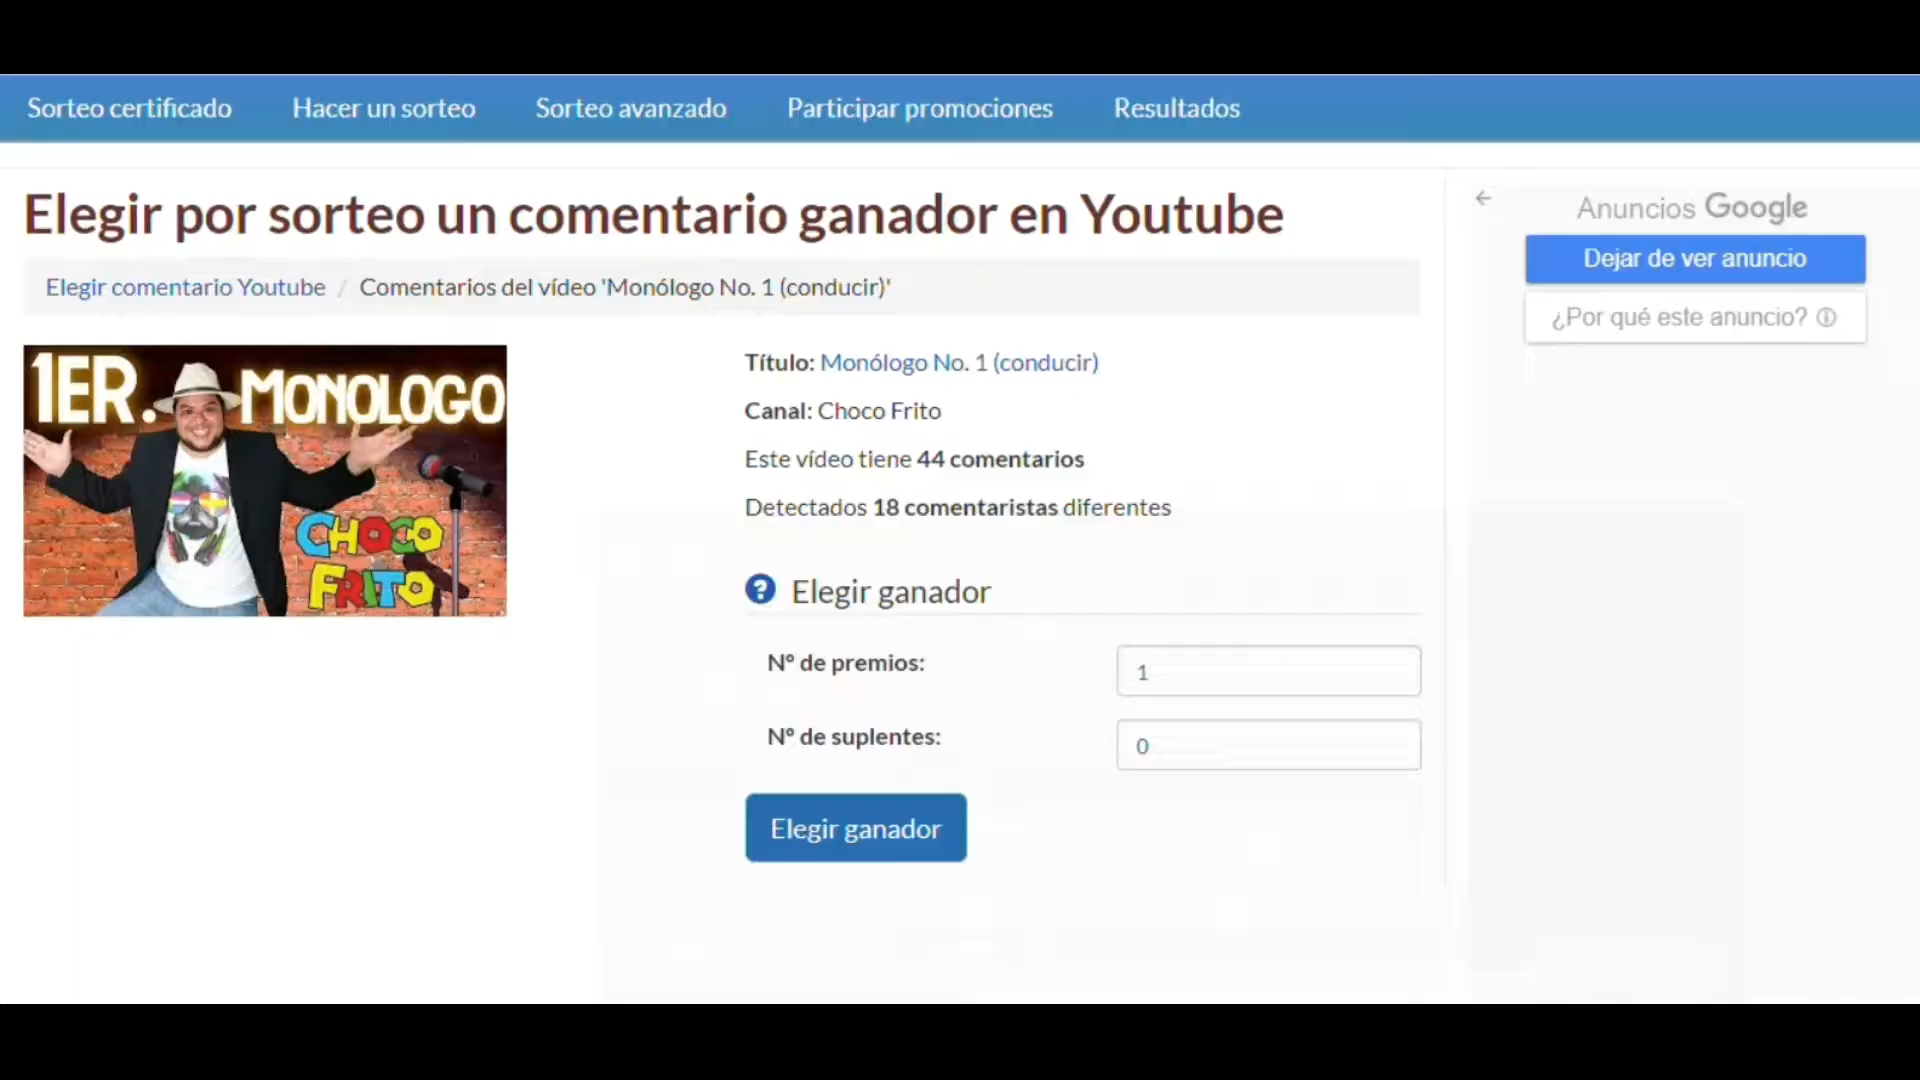 Sorteo certificado
Hacer un sorteo
Sorteo avanzado
Participar promociones
Resultados
Elegir por sorteo un comentario ganador en Youtube
Elegir comentario Youtube / Comentarios del vídeo 'Monólogo No. 1 (conducir)'
1ER. MONOLOGO
CHOCO
FRITO
Título: Monólogo No. 1 (conducir)
Canal: Choco Frito
Este vídeo tiene 44 comentarios
Detectados 18 comentaristas diferentes
? Elegir ganador
Nº de premios:
1
Nº de suplentes:
0
Elegir ganador
Anuncios Google
Dejar de ver anuncio
¿Por qué este anuncio?